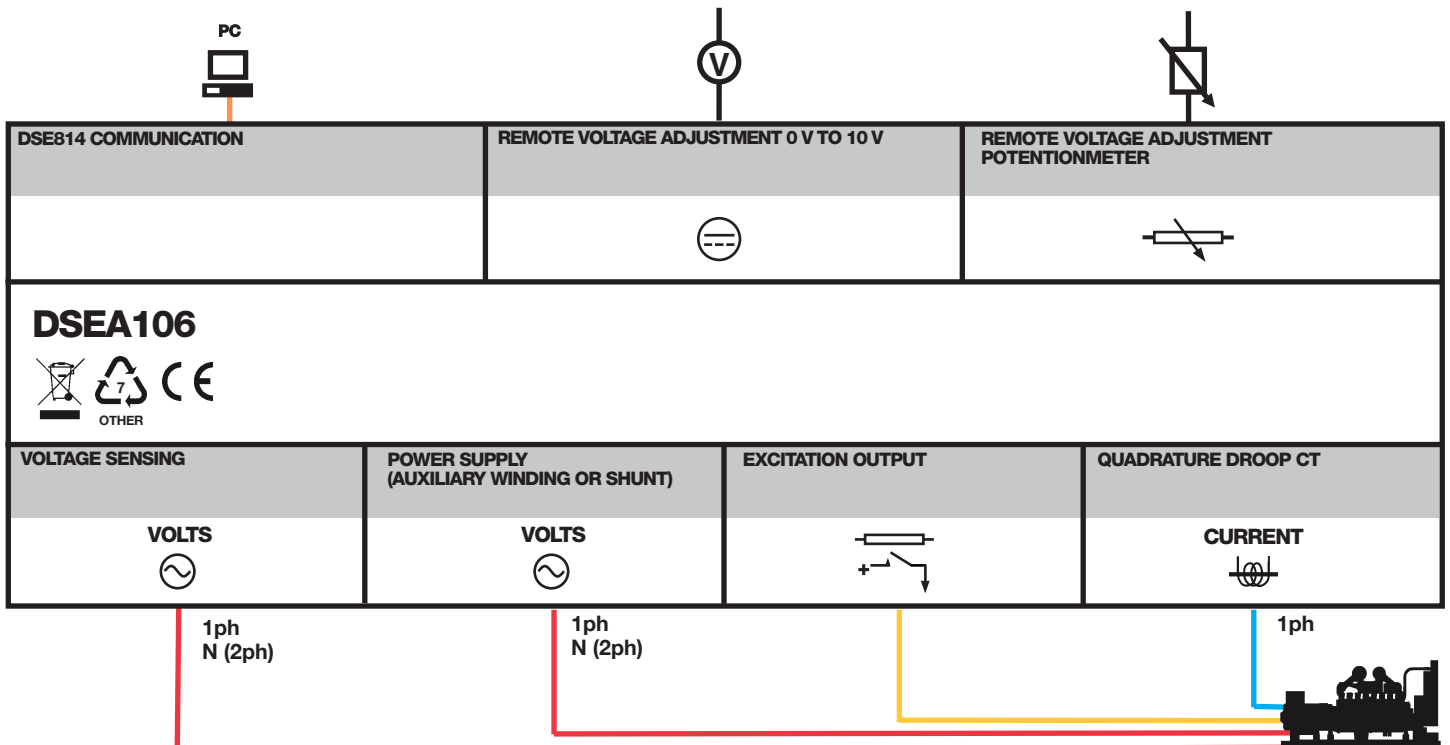 PC
V
DSE814 COMMUNICATION
REMOTE VOLTAGE ADJUSTMENT 0 V TO 10 V
REMOTE VOLTAGE ADJUSTMENT
POTENTIONMETER
DSEA106
7
CE
OTHER
VOLTAGE SENSING
POWER SUPPLY
(AUXILIARY WINDING OR SHUNT)
EXCITATION OUTPUT
QUADRATURE DROOP CT
VOLTS
VOLTS
+
CURRENT
1ph
N (2ph)
1ph
N (2ph)
1ph